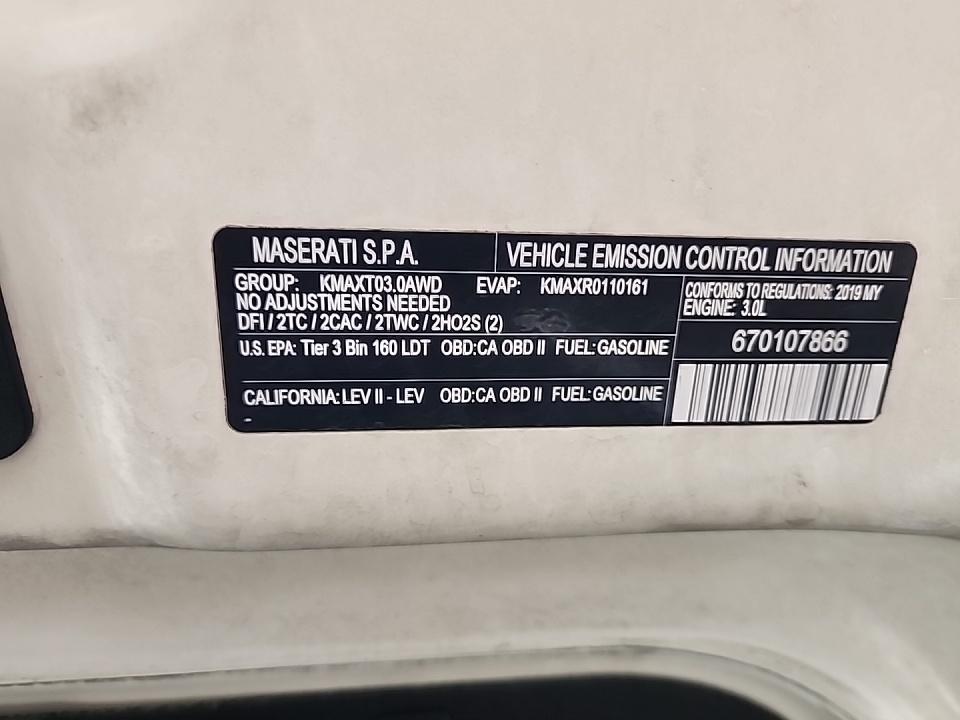 MASERATI S.P.A.
VEHICLE EMISSION CONTROL INFORMATION
GROUP: KMAXT03.0AWD EVAP: KMAXR0110161
NO ADJUSTMENTS NEEDED
DFI / 2TC / 2CAC / 2TWC / 2HO2S (2)
U.S. EPA: Tier 3 Bin 160 LDT OBD:CA OBD II FUEL:GASOLINE
CALIFORNIA: LEV II - LEV OBD:CA OBD II FUEL:GASOLINE
CONFORMS TO REGULATIONS: 2019 MY
ENGINE: 3.0L
670107866